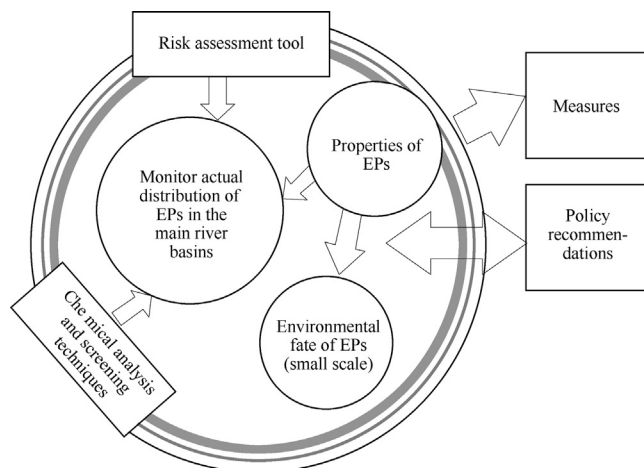 Risk assessment tool
Properties of
EPs
Measures
Monitor actual
distribution of
EPs in the
main river
basins
Policy
recommen-
dations
Che mical analysis
and screening
techniques
Environmental
fate of EPs
(small scale)